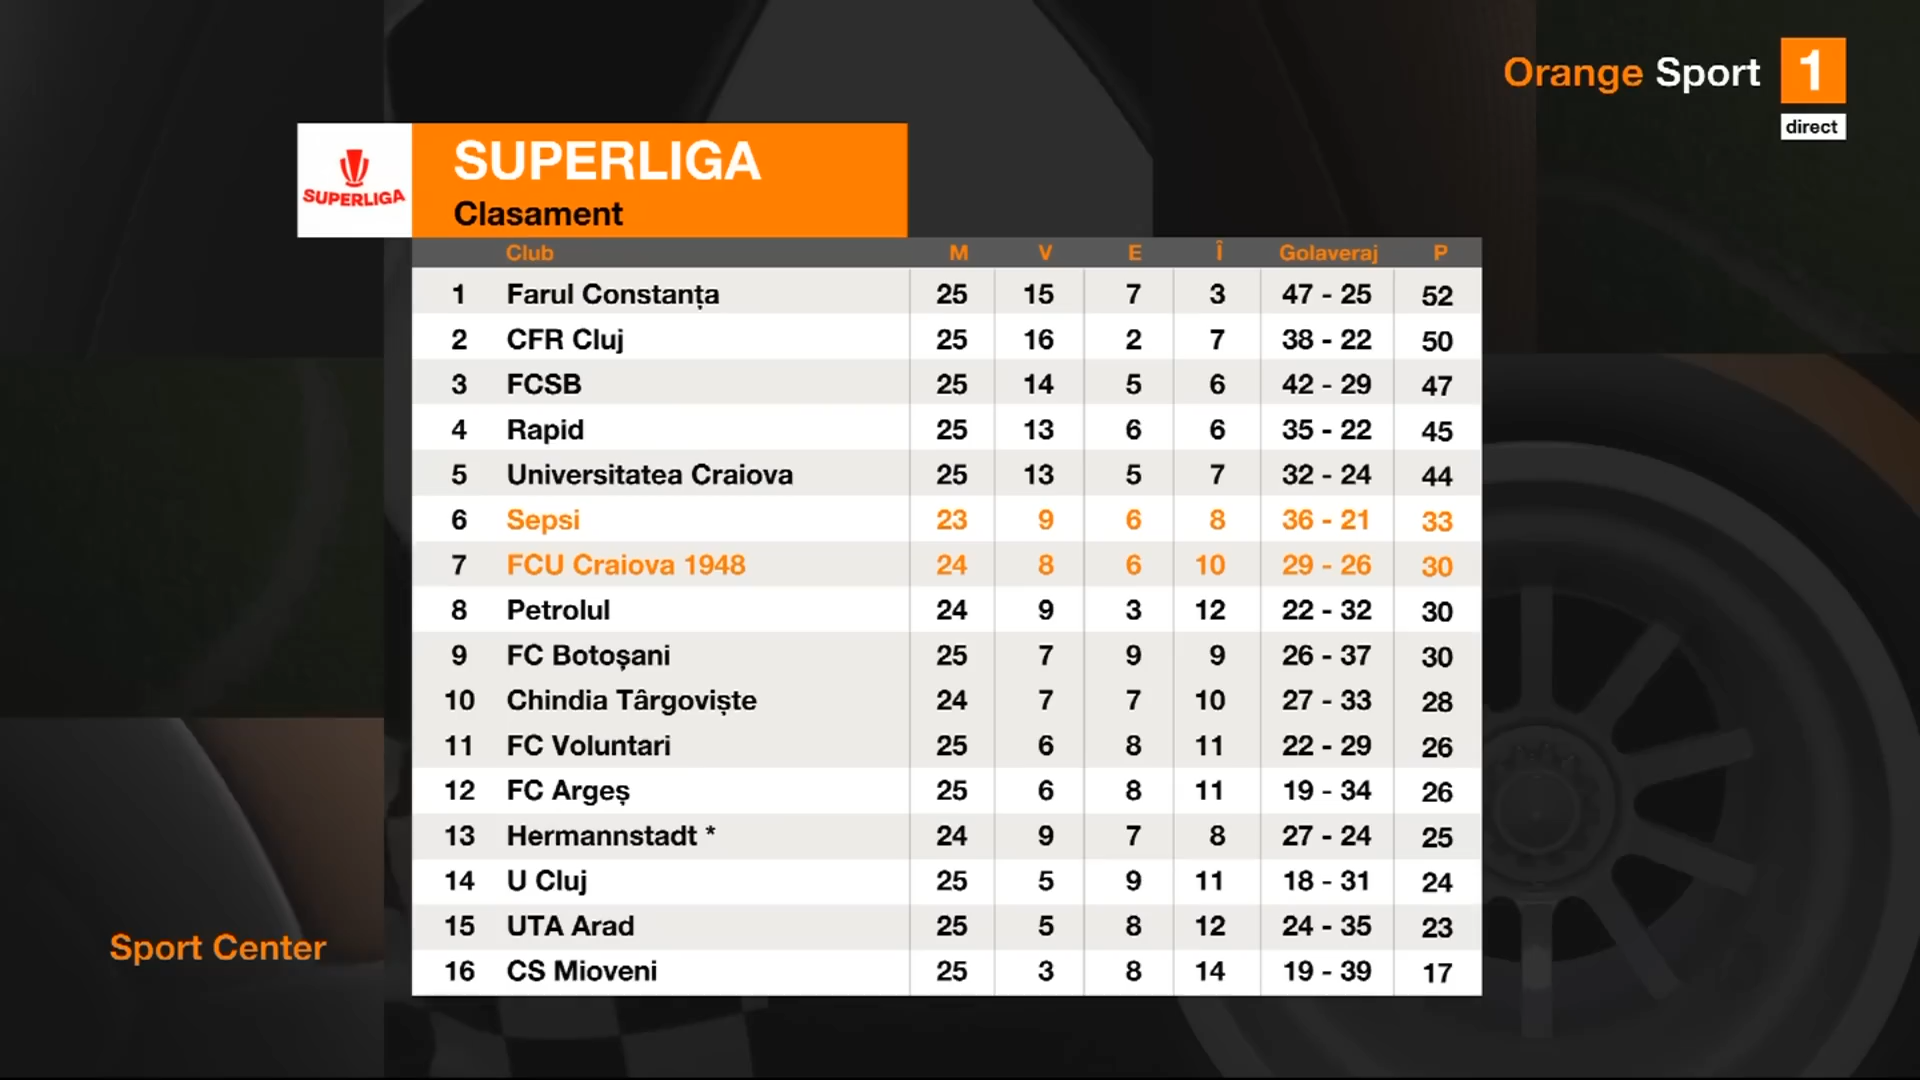 Orange Sport 1
direct
SUPERLIGA
SUPERLIGA
Clasament
Club M V E Î Golaveraj P
1 Farul Constanța 25 15 7 3 47 - 25 52
2 CFR Cluj 25 16 2 7 38 - 22 50
3 FCSB 25 14 5 6 42 - 29 47
4 Rapid 25 13 6 6 35 - 22 45
5 Universitatea Craiova 25 13 5 7 32 - 24 44
6 Sepsi 23 9 6 8 36 - 21 33
7 FCU Craiova 1948 24 8 6 10 29 - 26 30
8 Petrolul 24 9 3 12 22 - 32 30
9 FC Botoșani 25 7 9 9 26 - 37 30
10 Chindia Târgoviște 24 7 7 10 27 - 33 28
11 FC Voluntari 25 6 8 11 22 - 29 26
12 FC Argeș 25 6 8 11 19 - 34 26
13 Hermannstadt * 24 9 7 8 27 - 24 25
14 U Cluj 25 5 9 11 18 - 31 24
15 UTA Arad 25 5 8 12 24 - 35 23
16 CS Mioveni 25 3 8 14 19 - 39 17
Sport Center